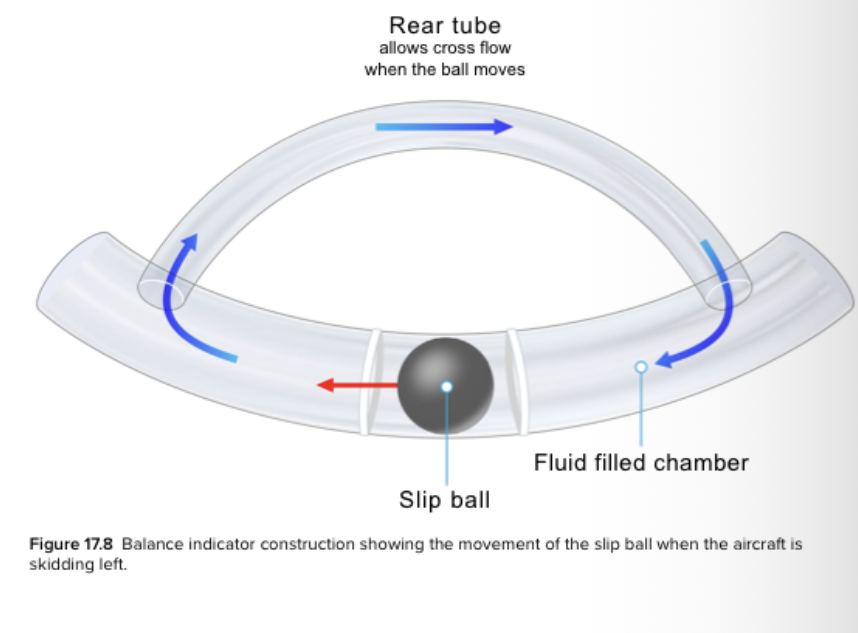 Rear tube
allows cross flow
when the ball moves
Fluid filled chamber
Slip ball
Figure 17.8 Balance indicator construction showing the movement of the slip ball when the aircraft is
skidding left.